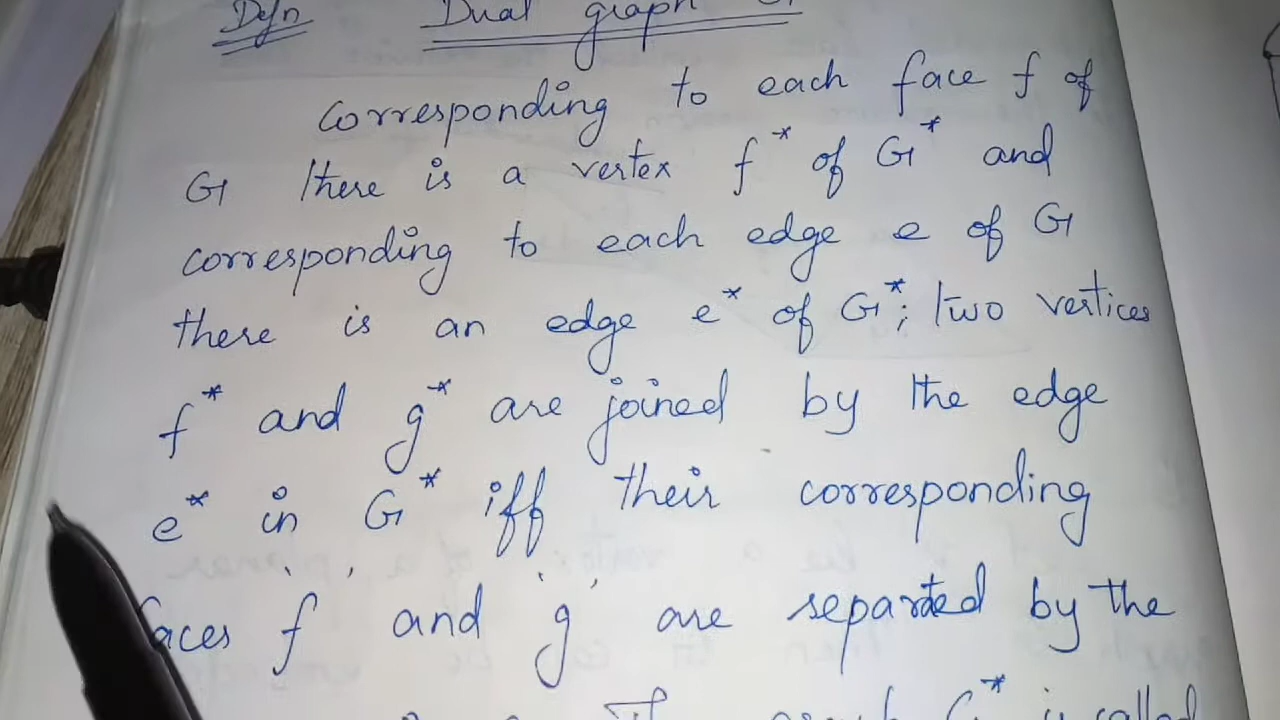 Defn Dual graph
Corresponding to each face f of
G there is a vertex f* of G* and
corresponding to each edge e of G
there is an edge e* of G*; two vertices
f* and g* are joined by the edge
e* in G* iff their corresponding
faces 'f' and 'g' are separated by the
G* is called